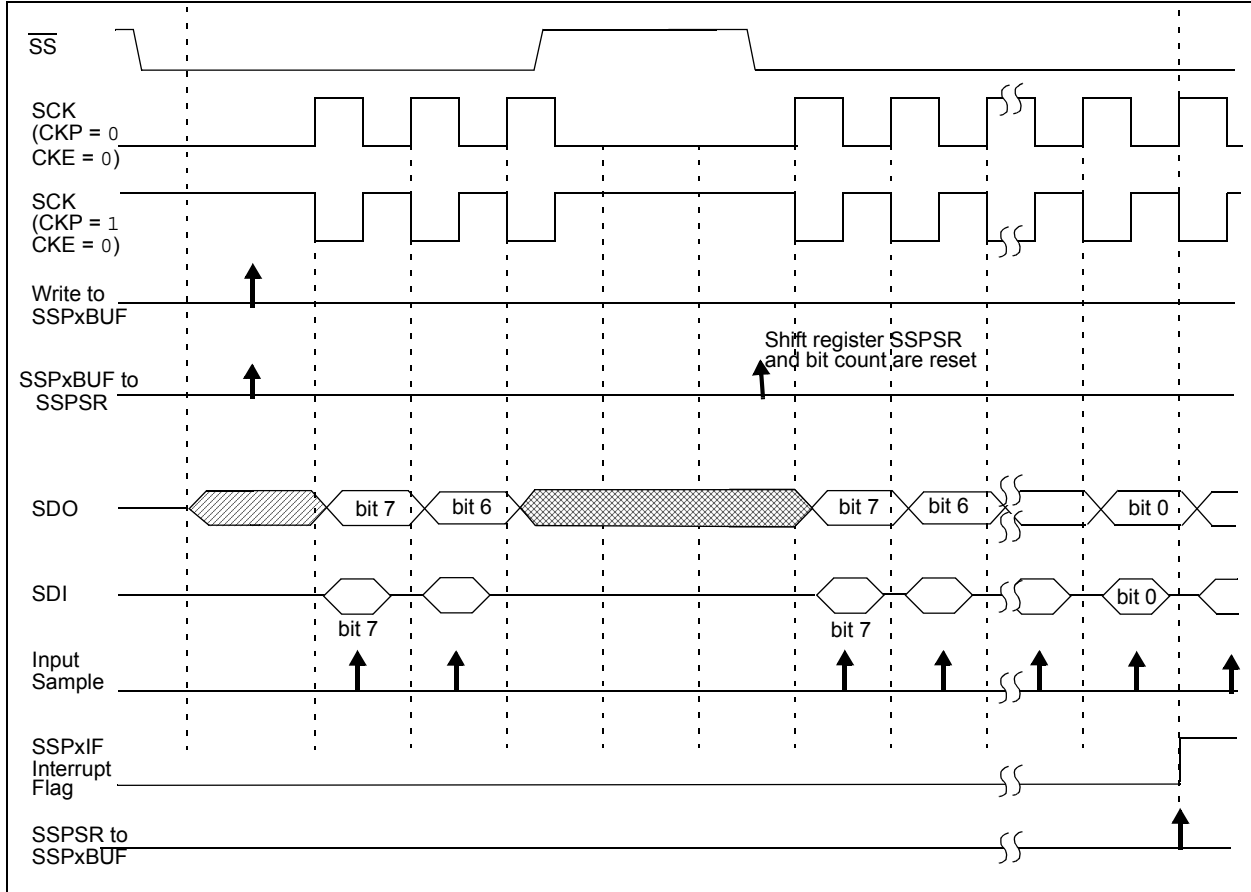 SS
SCK
(CKP = 0
CKE = 0)
SCK
(CKP = 1
CKE = 0)
Write to
SSPxBUF
Shift register SSPSR
and bit count are reset
SSPxBUF to
SSPSR
SDO
bit 7
bit 6
bit 7
bit 6
bit 0
SDI
bit 7
bit 7
bit 0
Input
Sample
SSPxIF
Interrupt
Flag
SSPSR to
SSPxBUF